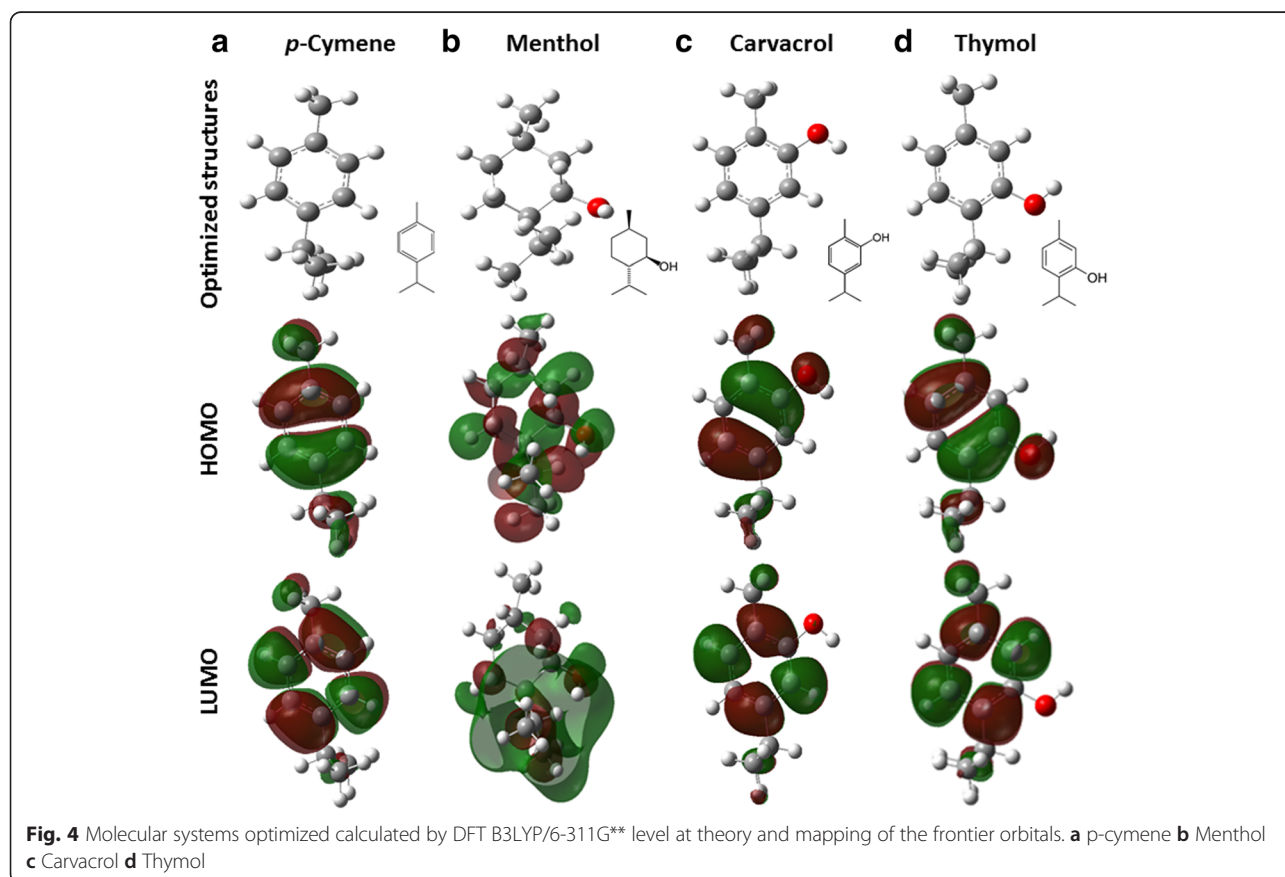 a p-Cymene b Menthol c Carvacrol d Thymol
Optimized structures
OH
OH
OH
HOMO
LUMO
Fig. 4 Molecular systems optimized calculated by DFT B3LYP/6-311G** level at theory and mapping of the frontier orbitals. a p-cymene b Menthol
c Carvacrol d Thymol